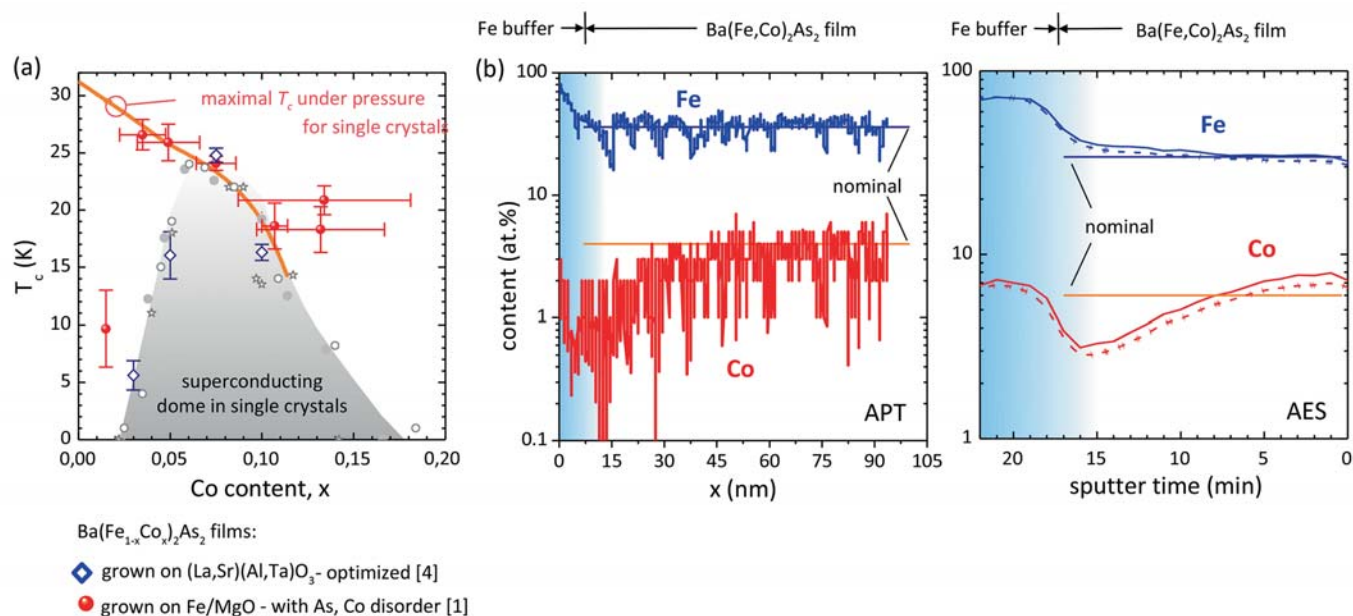 Fe buffer
Ba(Fe,Co)₂As₂ film
Fe buffer
Ba(Fe,Co)₂As₂ film
(a)
maximal Tc under pressure
for single crystals
superconducting
dome in single crystals
Tc (K)
30
25
20
15
10
5
0
0,00
0,05
0,10
0,15
0,20
Co content, x
(b)
Fe
nominal
Co
APT
content (at.%)
100
10
1
0.1
0
15
30
45
60
75
90
105
x (nm)
Fe
nominal
Co
AES
100
10
1
20
15
10
5
0
sputter time (min)
Ba(Fe₁₋ₓCoₓ)₂As₂ films:
grown on (La,Sr)(Al,Ta)O₃- optimized [4]
grown on Fe/MgO - with As, Co disorder [1]